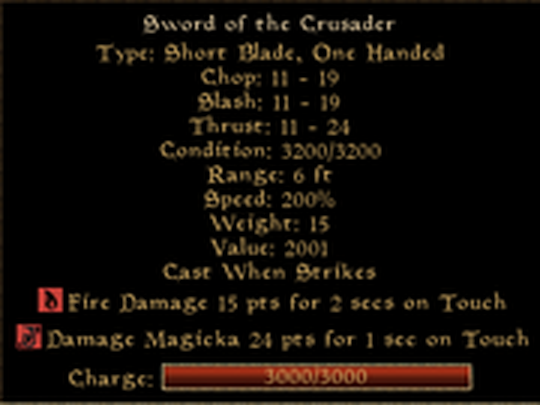 Sword of the Crusader
Type: Short Blade, One Handed
Chop: 11 - 19
Slash: 11 - 19
Thrust: 11 - 24
Condition: 3200/3200
Range: 6 ft
Speed: 200%
Weight: 15
Value: 2001
Cast When Strikes
Fire Damage 15 pts for 2 secs on Touch
Damage Magicka 24 pts for 1 sec on Touch
Charge: 3000/3000